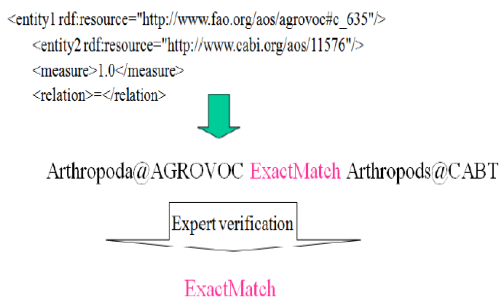 <entity1 rdf:resource="http://www.fao.org/aos/agrovoc#c_635"/>
<entity2 rdf:resource="http://www.cabi.org/aos/11576"/>
<measure>1.0</measure>
<relation>=</relation>
Arthropoda@AGROVOC ExactMatch Arthropods@CABT
Expert verification
ExactMatch